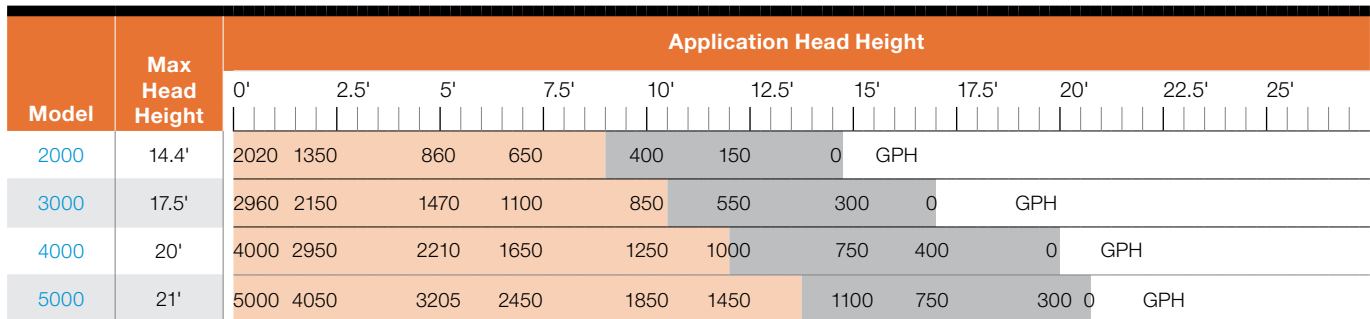 Application Head Height
Model
Max Head Height
0' 2.5' 5' 7.5' 10' 12.5' 15' 17.5' 20' 22.5' 25'
2000 14.4' 2020 1350 860 650 400 150 0 GPH
3000 17.5' 2960 2150 1470 1100 850 550 300 0 GPH
4000 20' 4000 2950 2210 1650 1250 1000 750 400 0 GPH
5000 21' 5000 4050 3205 2450 1850 1450 1100 750 300 0 GPH